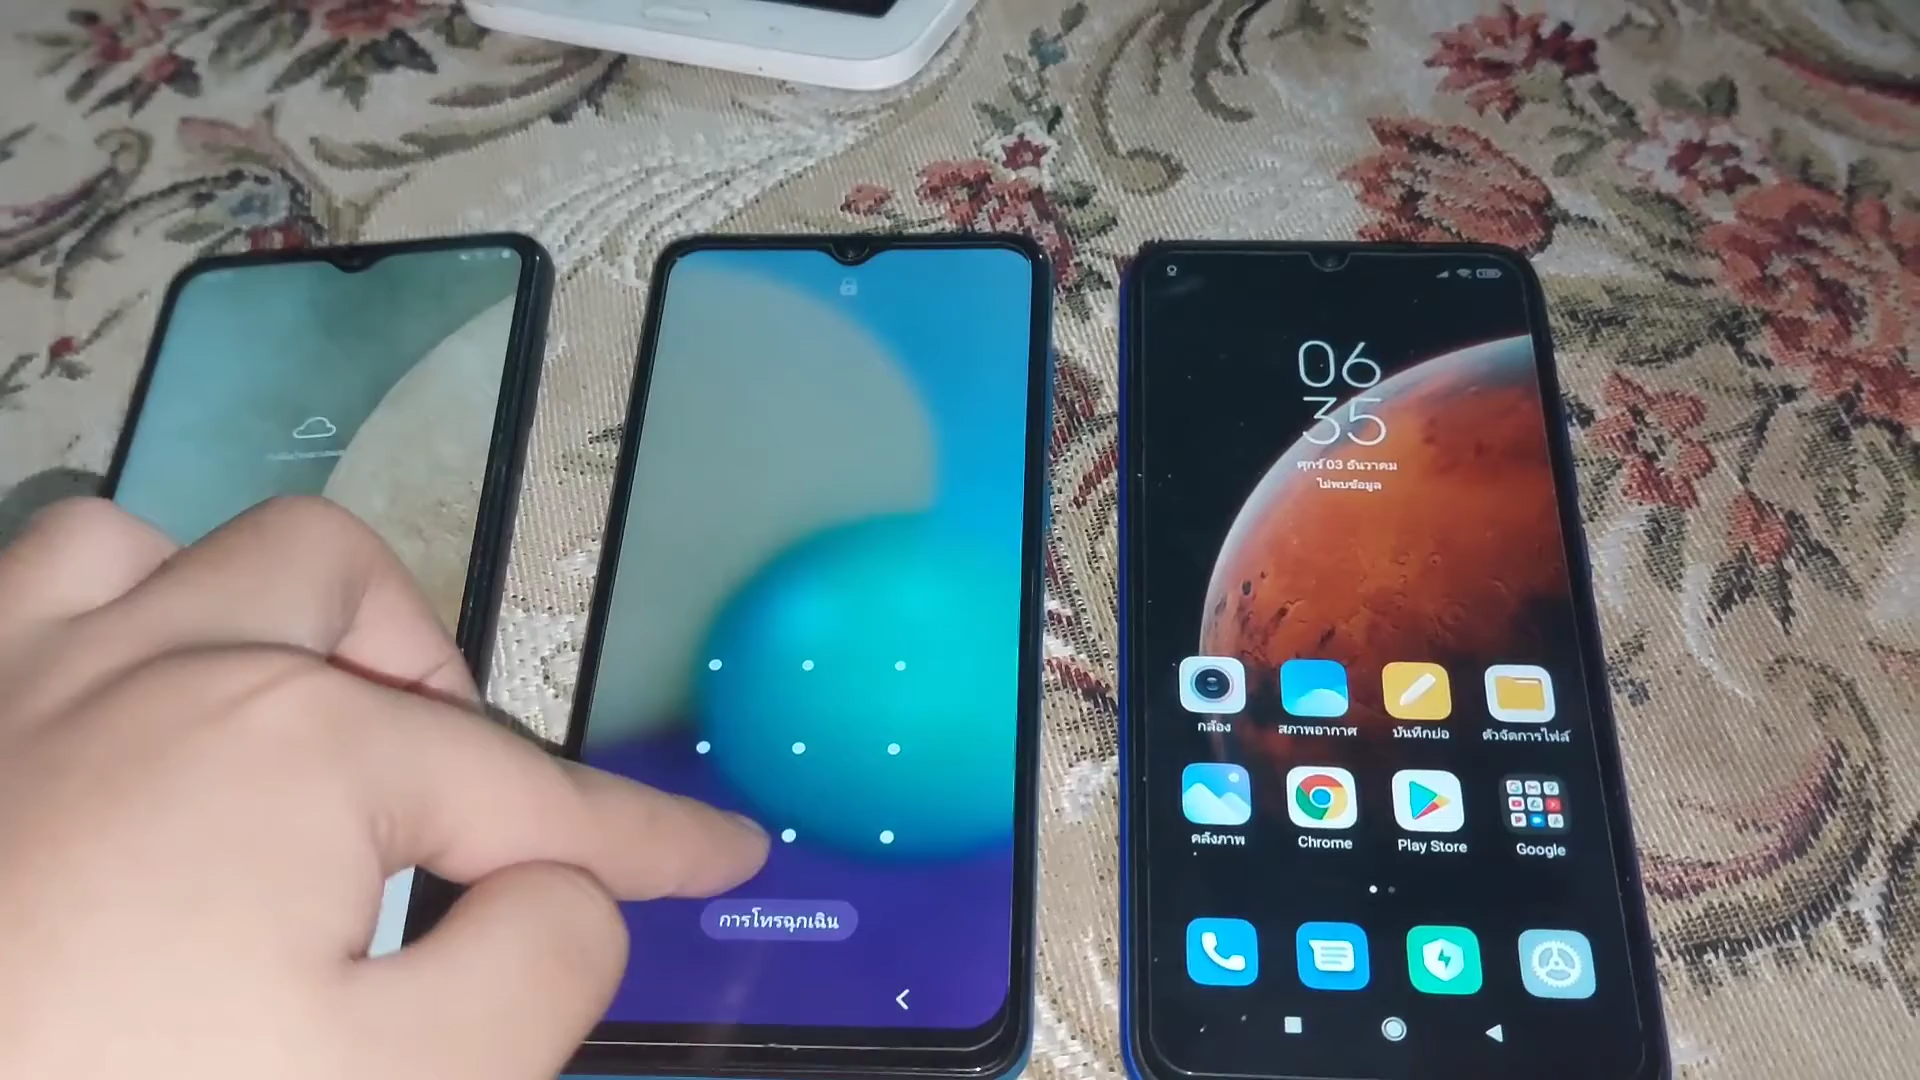 06
35
ศุกร์ 03 ธันวาคม
ไม่พบข้อมูล
กล้อง
สภาพอากาศ
บันทึกย่อ
ตัวจัดการไฟล์
คลังภาพ
Chrome
Play Store
Google
การโทรฉุกเฉิน